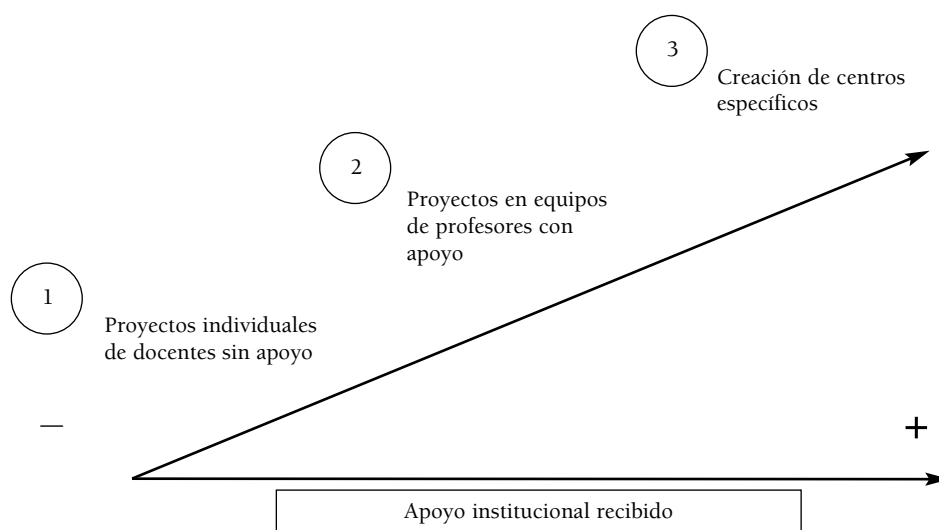 3
Creación de centros
específicos
2
Proyectos en equipos
de profesores con
apoyo
1
Proyectos individuales
de docentes sin apoyo
—
+
Apoyo institucional recibido